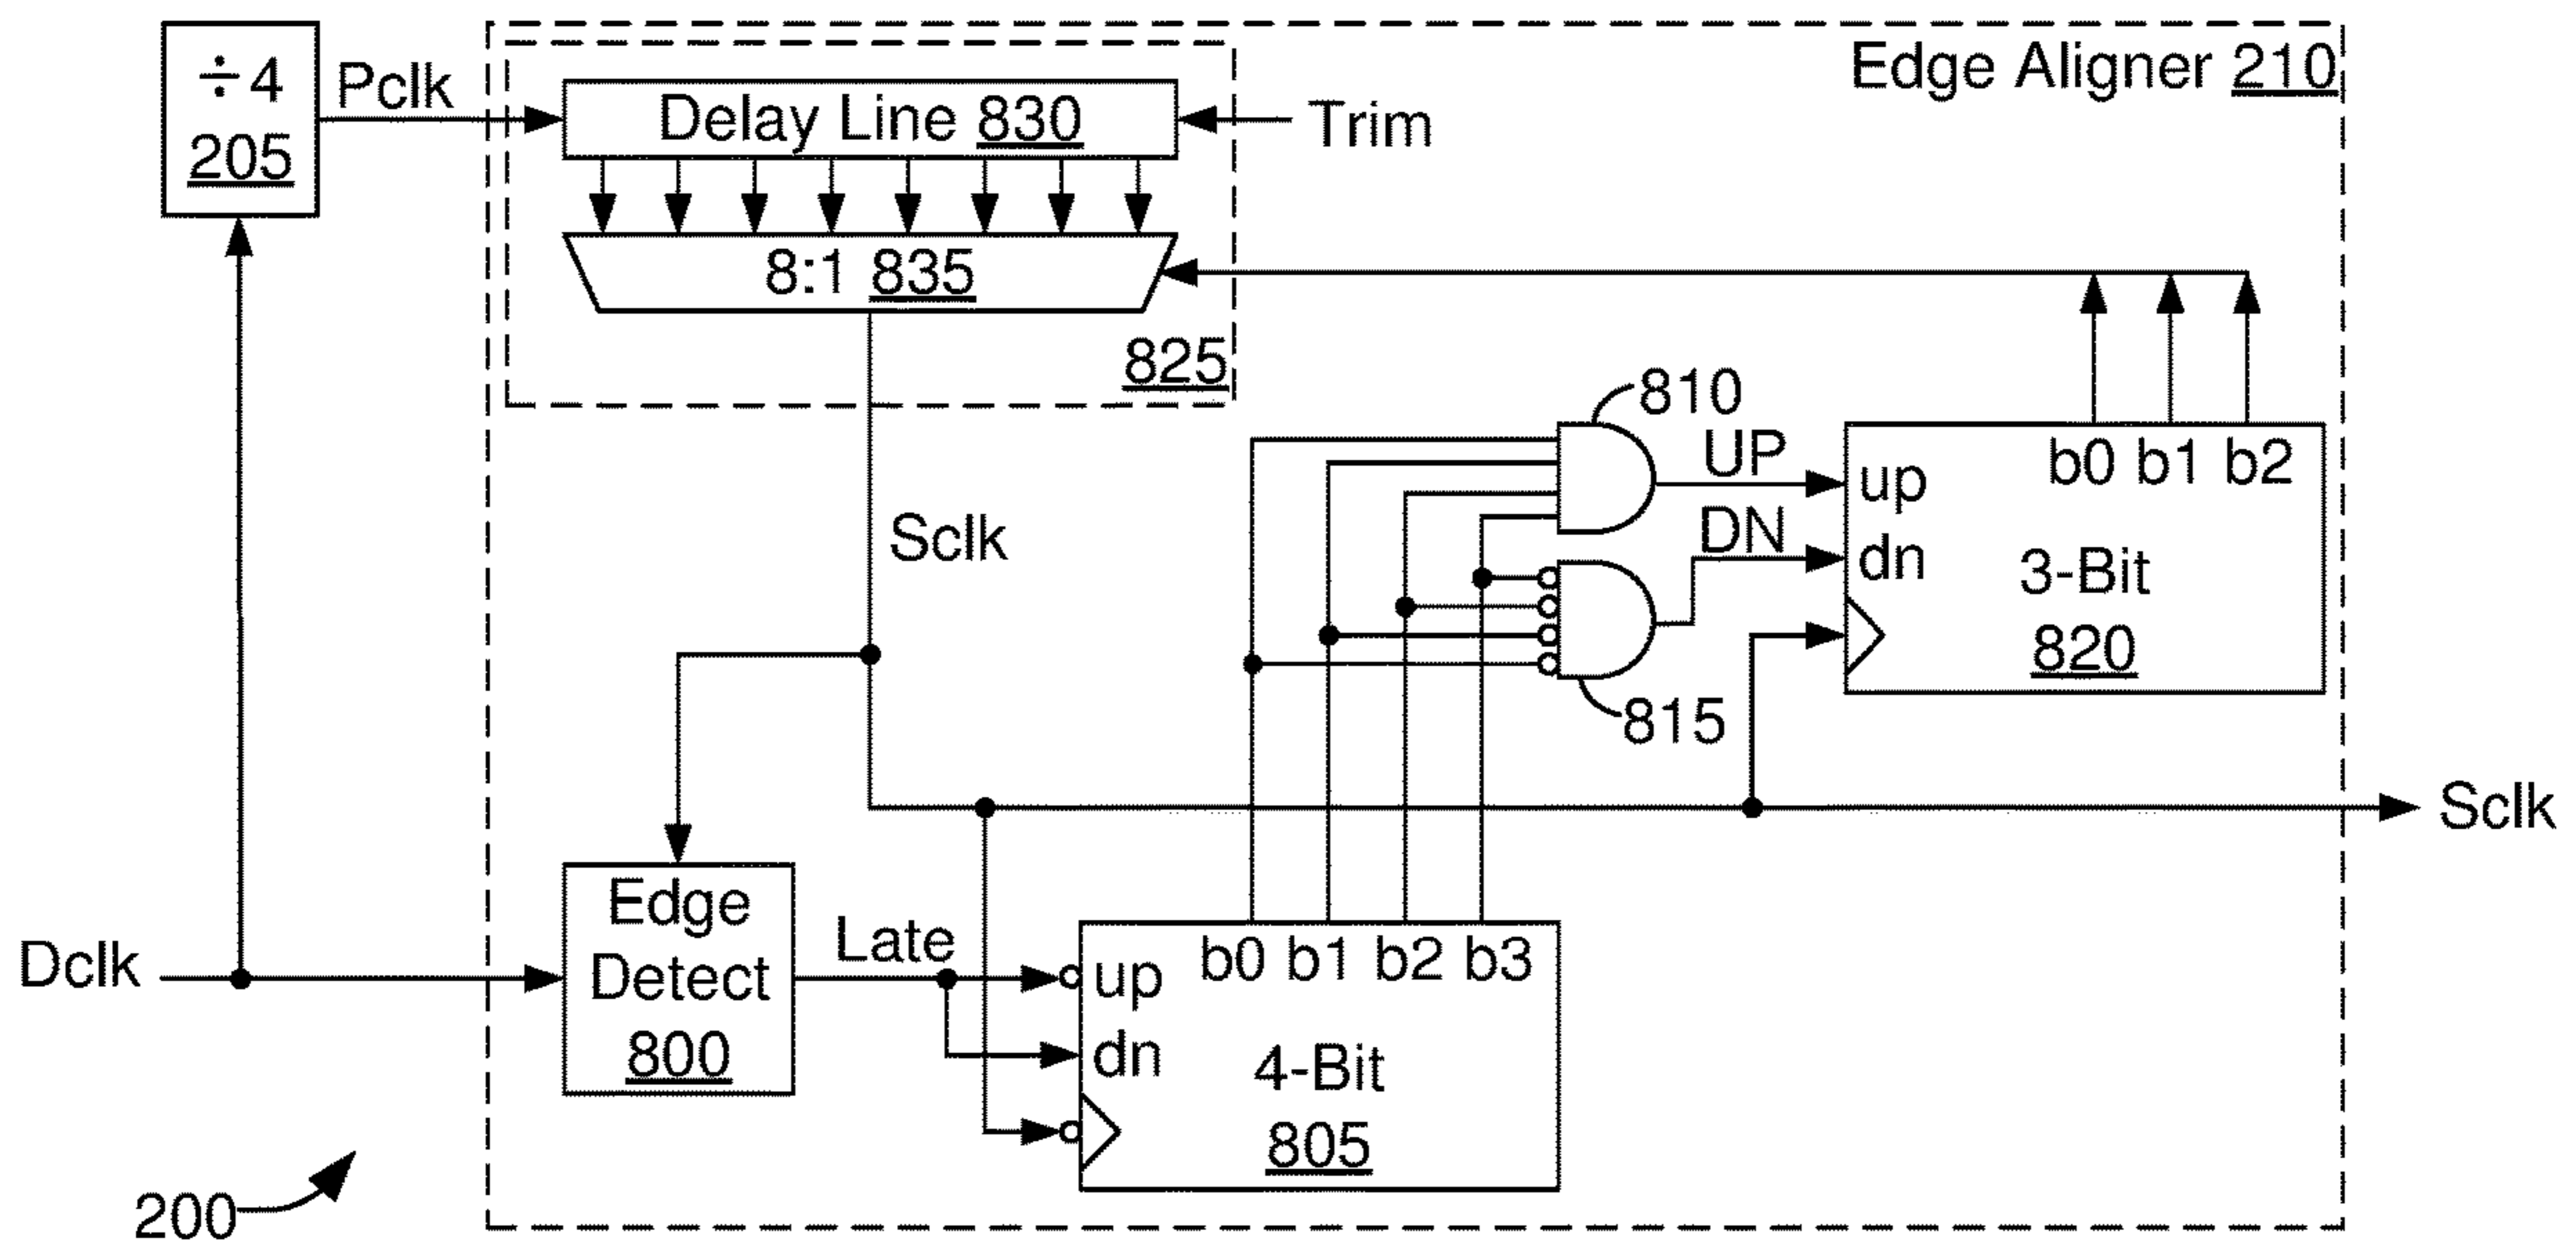 ÷4
205
Pclk
Delay Line 830
Trim
Edge Aligner 210
8:1 835
825
810
UP
DN
815
up
dn
b0 b1 b2
3-Bit
820
Sclk
Sclk
Dclk
Edge
Detect
800
Late
up
dn
b0 b1 b2 b3
4-Bit
805
200